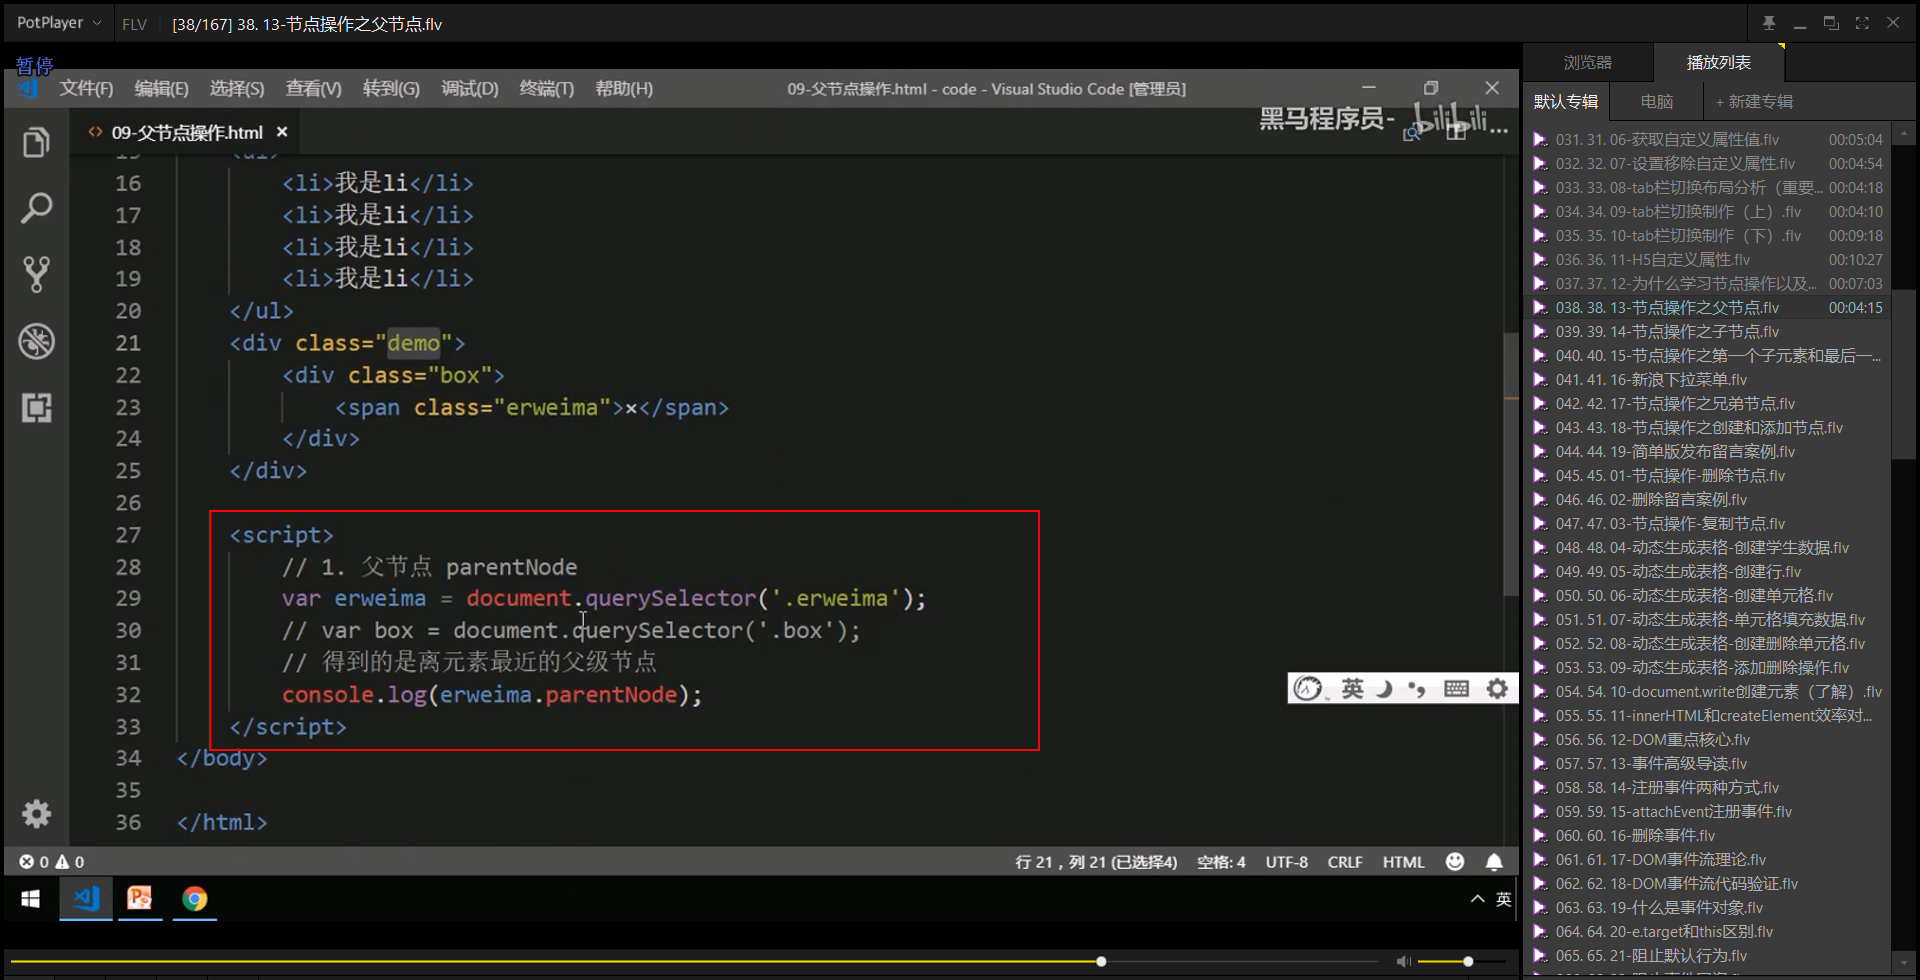 PotPlayer FLV [38/167] 38. 13-节点操作之父节点.flv
暂停
文件(F) 编辑(E) 选择(S) 查看(V) 转到(G) 调试(D) 终端(T) 帮助(H) 09-父节点操作.html - code - Visual Studio Code [管理员]
09-父节点操作.html
黑马程序员- bilibili
16 <li>我是li</li>
17 <li>我是li</li>
18 <li>我是li</li>
19 <li>我是li</li>
20 </ul>
21 <div class="demo">
22 <div class="box">
23 <span class="erweima">×</span>
24 </div>
25 </div>
26
27 <script>
28 // 1. 父节点 parentNode
29 var erweima = document.querySelector('.erweima');
30 // var box = document.querySelector('.box');
31 // 得到的是离元素最近的父级节点
32 console.log(erweima.parentNode);
33 </script>
34 </body>
35
36 </html>
英
0 0 行 21，列 21 (已选择4) 空格: 4 UTF-8 CRLF HTML
英
浏览器 播放列表
默认专辑 电脑 + 新建专辑
031. 31. 06-获取自定义属性值.flv 00:05:04
032. 32. 07-设置移除自定义属性.flv 00:04:54
033. 33. 08-tab栏切换布局分析（重要... 00:04:18
034. 34. 09-tab栏切换制作（上）.flv 00:04:10
035. 35. 10-tab栏切换制作（下）.flv 00:09:18
036. 36. 11-H5自定义属性.flv 00:10:27
037. 37. 12-为什么学习节点操作以及... 00:07:03
038. 38. 13-节点操作之父节点.flv 00:04:15
039. 39. 14-节点操作之子节点.flv
040. 40. 15-节点操作之第一个子元素和最后一...
041. 41. 16-新浪下拉菜单.flv
042. 42. 17-节点操作之兄弟节点.flv
043. 43. 18-节点操作之创建和添加节点.flv
044. 44. 19-简单版发布留言案例.flv
045. 45. 01-节点操作-删除节点.flv
046. 46. 02-删除留言案例.flv
047. 47. 03-节点操作-复制节点.flv
048. 48. 04-动态生成表格-创建学生数据.flv
049. 49. 05-动态生成表格-创建行.flv
050. 50. 06-动态生成表格-创建单元格.flv
051. 51. 07-动态生成表格-单元格填充数据.flv
052. 52. 08-动态生成表格-创建删除单元格.flv
053. 53. 09-动态生成表格-添加删除操作.flv
054. 54. 10-document.write创建元素（了解）.flv
055. 55. 11-innerHTML和createElement效率对...
056. 56. 12-DOM重点核心.flv
057. 57. 13-事件高级导读.flv
058. 58. 14-注册事件两种方式.flv
059. 59. 15-attachEvent注册事件.flv
060. 60. 16-删除事件.flv
061. 61. 17-DOM事件流理论.flv
062. 62. 18-DOM事件流代码验证.flv
063. 63. 19-什么是事件对象.flv
064. 64. 20-e.target和this区别.flv
065. 65. 21-阻止默认行为.flv